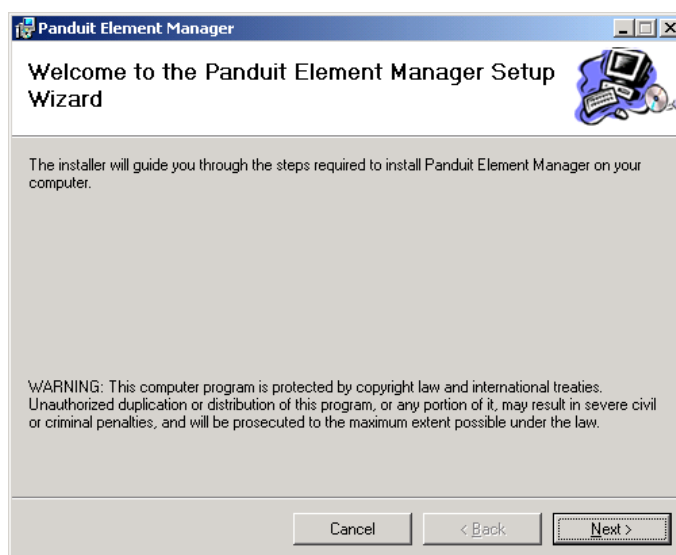 Panduit Element Manager
Welcome to the Panduit Element Manager Setup
Wizard
The installer will guide you through the steps required to install Panduit Element Manager on your
computer.
WARNING: This computer program is protected by copyright law and international treaties.
Unauthorized duplication or distribution of this program, or any portion of it, may result in severe civil
or criminal penalties, and will be prosecuted to the maximum extent possible under the law.
Cancel
< Back
Next >